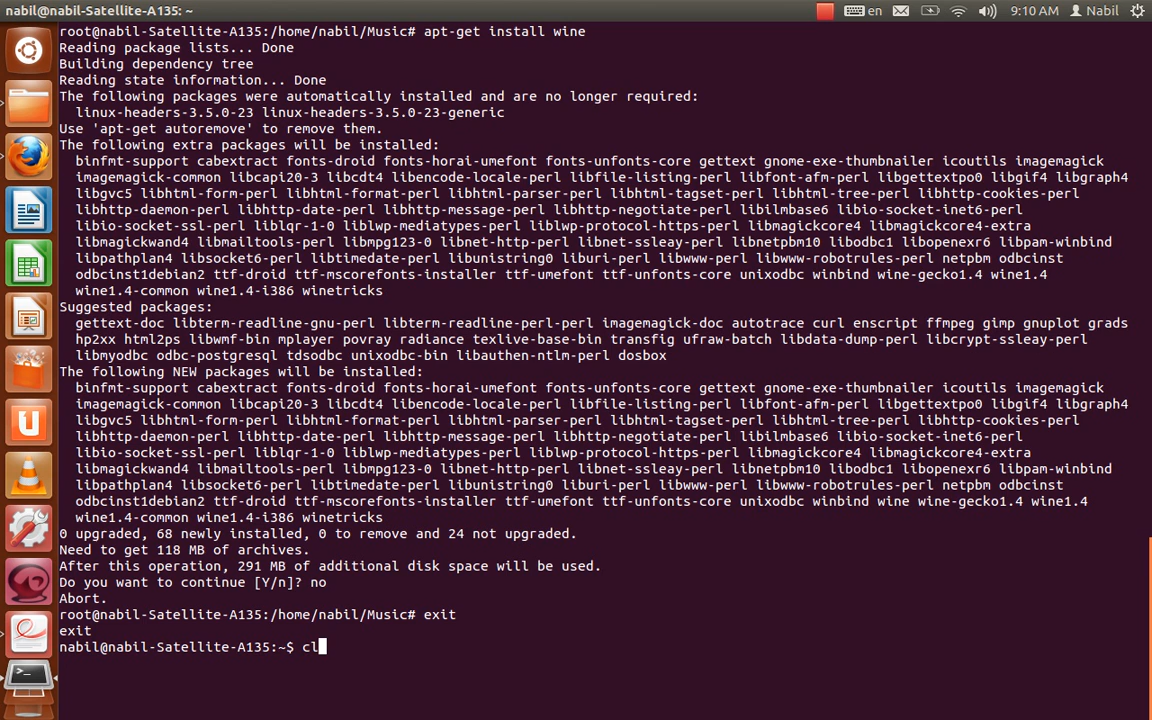 nabil@nabil-Satellite-A135: ~
en
9:10 AM
Nabil
root@nabil-Satellite-A135:/home/nabil/Music# apt-get install wine
Reading package lists... Done
Building dependency tree
Reading state information... Done
The following packages were automatically installed and are no longer required:
  linux-headers-3.5.0-23 linux-headers-3.5.0-23-generic
Use 'apt-get autoremove' to remove them.
The following extra packages will be installed:
  binfmt-support cabextract fonts-droid fonts-horai-umefont fonts-unfonts-core gettext gnome-exe-thumbnailer icoutils imagemagick
  imagemagick-common libcapi20-3 libcdt4 libencode-locale-perl libfile-listing-perl libfont-afm-perl libgettextpo0 libgif4 libgraph4
  libgvc5 libhtml-form-perl libhtml-format-perl libhtml-parser-perl libhtml-tagset-perl libhtml-tree-perl libhttp-cookies-perl
  libhttp-daemon-perl libhttp-date-perl libhttp-message-perl libhttp-negotiate-perl libilmbase6 libio-socket-inet6-perl
  libio-socket-ssl-perl liblqr-1-0 liblwp-mediatypes-perl liblwp-protocol-https-perl libmagickcore4 libmagickcore4-extra
  libmagickwand4 libmailtools-perl libmpg123-0 libnet-http-perl libnet-ssleay-perl libnetpbm10 libodbc1 libopenexr6 libpam-winbind
  libpathplan4 libsocket6-perl libtimedate-perl libunistring0 liburi-perl libwww-perl libwww-robotrules-perl netpbm odbcinst
  odbcinst1debian2 ttf-droid ttf-mscorefonts-installer ttf-umefont ttf-unfonts-core unixodbc winbind wine-gecko1.4 wine1.4
  wine1.4-common wine1.4-i386 winetricks
Suggested packages:
  gettext-doc libterm-readline-gnu-perl libterm-readline-perl-perl imagemagick-doc autotrace curl enscript ffmpeg gimp gnuplot grads
  hp2xx html2ps libwmf-bin mplayer povray radiance texlive-base-bin transfig ufraw-batch libdata-dump-perl libcrypt-ssleay-perl
  libmyodbc odbc-postgresql tdsodbc unixodbc-bin libauthen-ntlm-perl dosbox
The following NEW packages will be installed:
  binfmt-support cabextract fonts-droid fonts-horai-umefont fonts-unfonts-core gettext gnome-exe-thumbnailer icoutils imagemagick
  imagemagick-common libcapi20-3 libcdt4 libencode-locale-perl libfile-listing-perl libfont-afm-perl libgettextpo0 libgif4 libgraph4
  libgvc5 libhtml-form-perl libhtml-format-perl libhtml-parser-perl libhtml-tagset-perl libhtml-tree-perl libhttp-cookies-perl
  libhttp-daemon-perl libhttp-date-perl libhttp-message-perl libhttp-negotiate-perl libilmbase6 libio-socket-inet6-perl
  libio-socket-ssl-perl liblqr-1-0 liblwp-mediatypes-perl liblwp-protocol-https-perl libmagickcore4 libmagickcore4-extra
  libmagickwand4 libmailtools-perl libmpg123-0 libnet-http-perl libnet-ssleay-perl libnetpbm10 libodbc1 libopenexr6 libpam-winbind
  libpathplan4 libsocket6-perl libtimedate-perl libunistring0 liburi-perl libwww-perl libwww-robotrules-perl netpbm odbcinst
  odbcinst1debian2 ttf-droid ttf-mscorefonts-installer ttf-umefont ttf-unfonts-core unixodbc winbind wine wine-gecko1.4 wine1.4
  wine1.4-common wine1.4-i386 winetricks
0 upgraded, 68 newly installed, 0 to remove and 24 not upgraded.
Need to get 118 MB of archives.
After this operation, 291 MB of additional disk space will be used.
Do you want to continue [Y/n]? no
Abort.
root@nabil-Satellite-A135:/home/nabil/Music# exit
exit
nabil@nabil-Satellite-A135:~$ cl